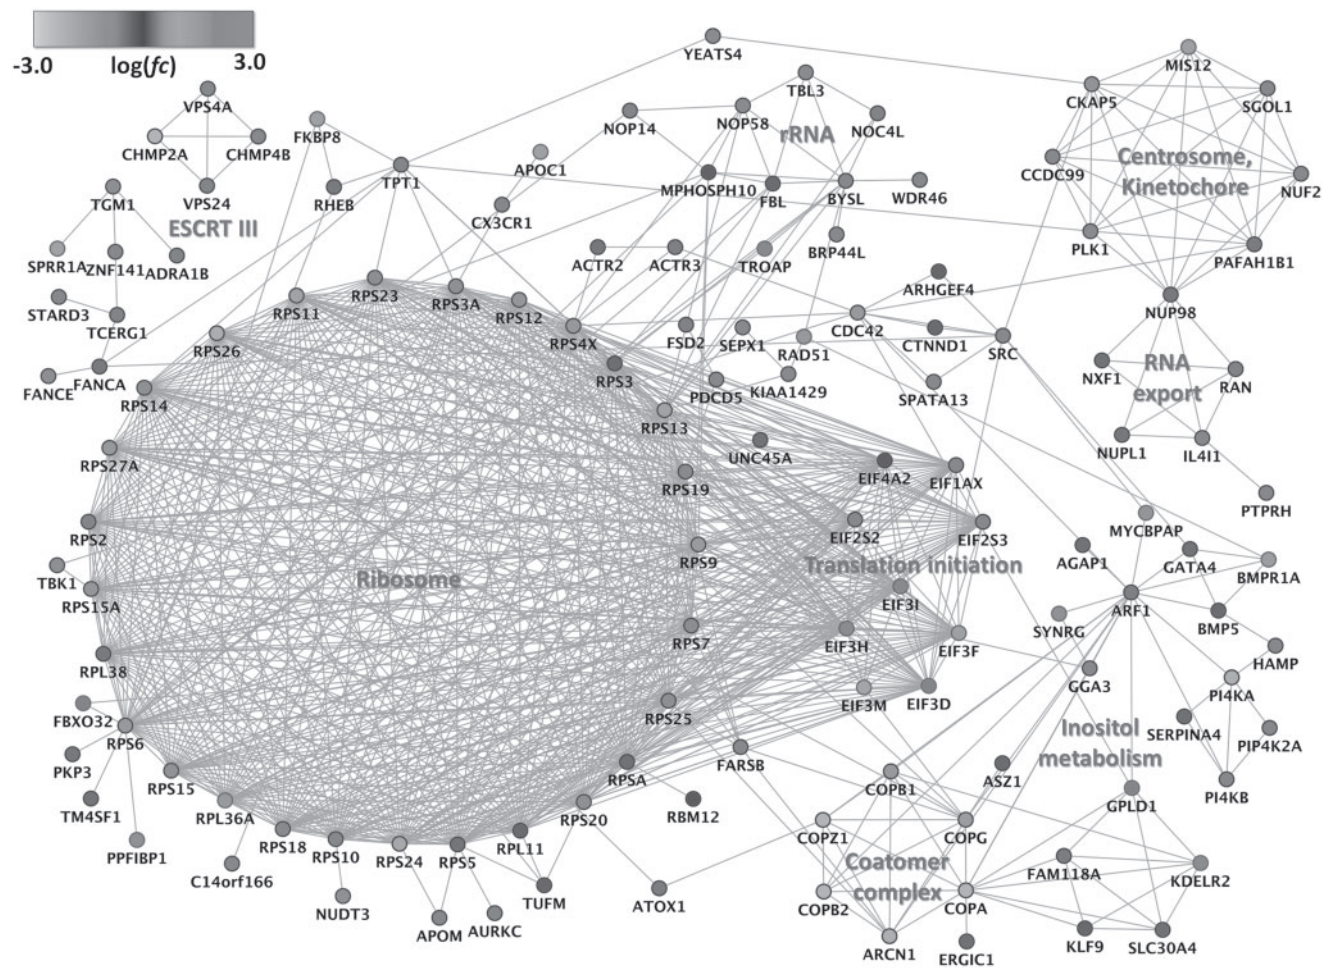 -3.0 log(fc) 3.0
YEATS4
MIS12
VPS4A
TBL3
CKAP5
SGOL1
FKBP8
NOP14
NOP58
rRNA
NOC4L
CHMP2A
CHMP4B
APOC1
Centrosome,
Kinetochore
CCDC99
NUF2
TPT1
MPHOSPH10
FBL
BYSL
WDR46
TGM1
VPS24
RHEB
ESCRT III
CX3CR1
PLK1
PAFAH1B1
SPRR1A
ZNF141
ADRA1B
ACTR2
ACTR3
TROAP
BRP44L
ARHGEF4
RPS23
RPS3A
RPS11
RPS12
NUP98
STARD3
TCERG1
RPS26
RPS4X
FSD2
SEPX1
RAD51
CDC42
CTNND1
SRC
RNA
export
NXF1
RAN
FANCE
FANCA
RPS14
RPS3
PDCD5
KIAA1429
SPATA13
RPS13
NUPL1
IL4I1
RPS27A
UNC45A
RPS19
EIF4A2
EIF1AX
PTPRH
RPS2
EIF2S2
EIF2S3
MYCBPAP
TBK1
RPS9
AGAP1
GATA4
BMPR1A
Ribosome
Translation initiation
RPS15A
EIF3I
ARF1
SYNRG
BMP5
RPS7
EIF3H
EIF3F
RPL38
HAMP
GGA3
PI4KA
FBXO32
RPS25
EIF3M
EIF3D
RPS6
Inositol
metabolism
SERPINA4
PIP4K2A
PKP3
RPS15
RPSA
FARSB
COPB1
ASZ1
PI4KB
TM4SF1
RPL36A
RPS20
RBM12
GPLD1
PPFIBP1
RPS18
RPS10
RPS24
RPS5
RPL11
COPZ1
COPG
Coatomer
complex
C14orf166
FAM118A
KDELR2
NUDT3
TUFM
ATOX1
COPB2
COPA
APOM
AURKC
ARCN1
ERGIC1
KLF9
SLC30A4